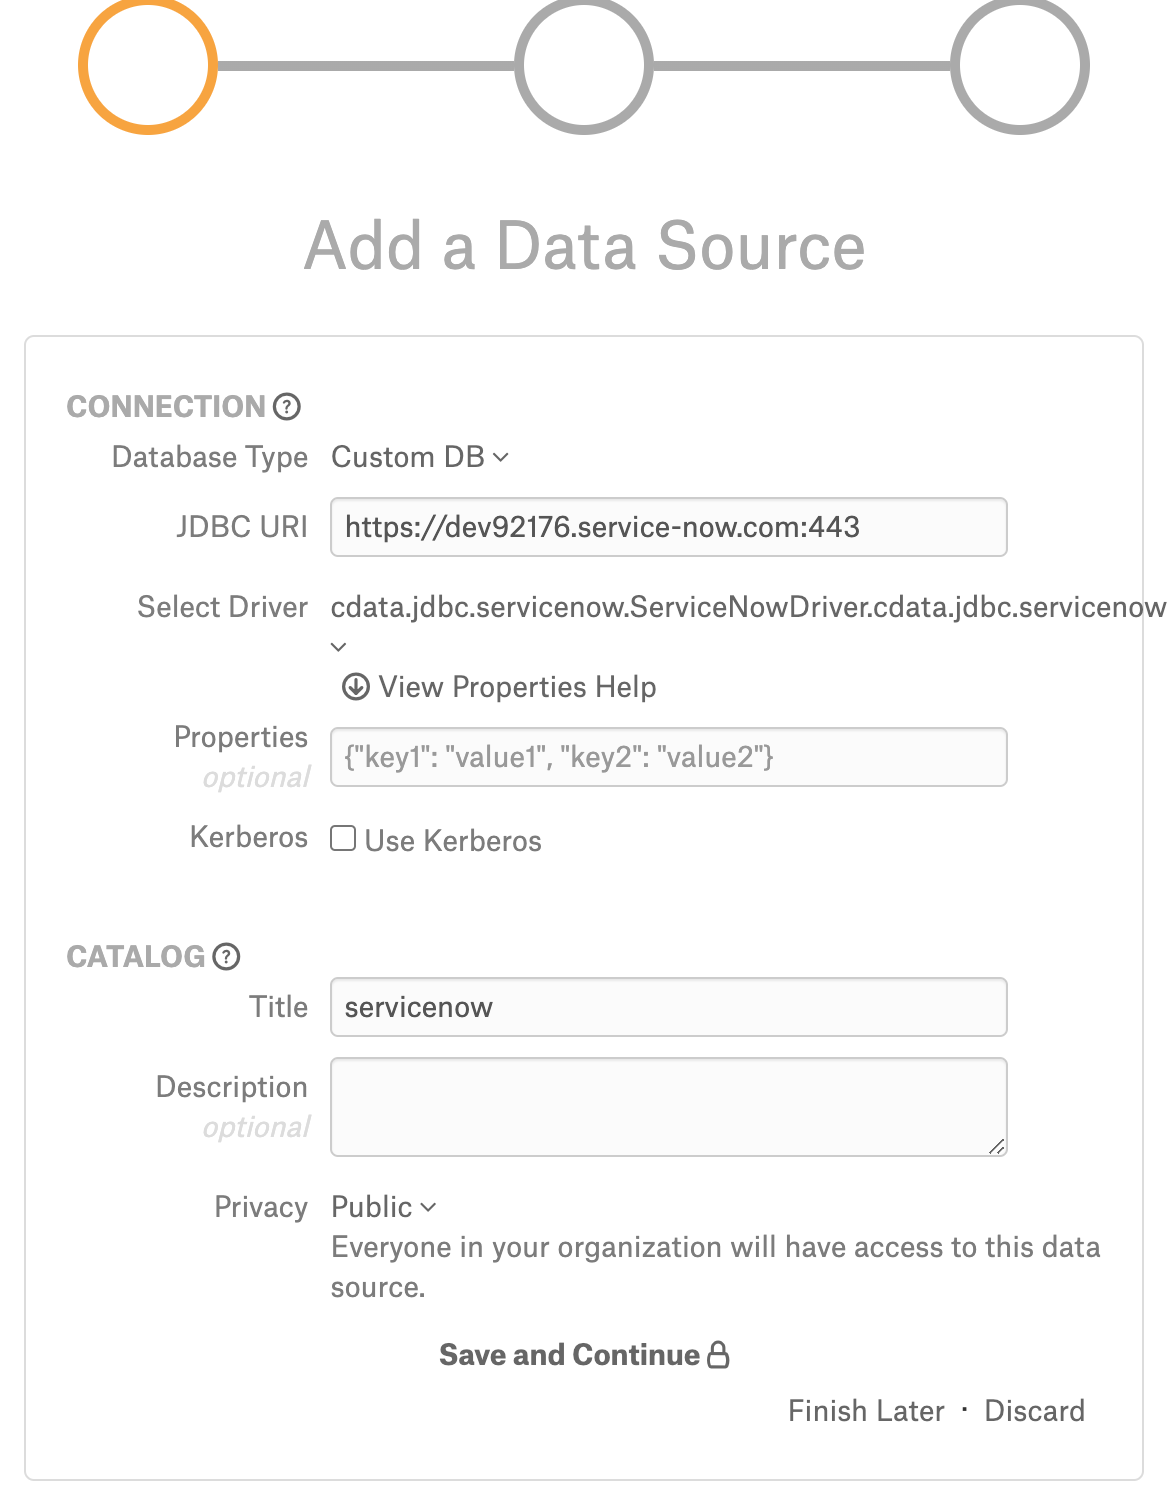 Add a Data Source
CONNECTION ?
Database Type Custom DB
JDBC URI https://dev92176.service-now.com:443
Select Driver cdata.jdbc.servicenow.ServiceNowDriver.cdata.jdbc.servicenow
View Properties Help
Properties {"key1": "value1", "key2": "value2"}
optional
Kerberos Use Kerberos
CATALOG ?
Title servicenow
Description
optional
Privacy Public
Everyone in your organization will have access to this data
source.
Save and Continue
Finish Later · Discard